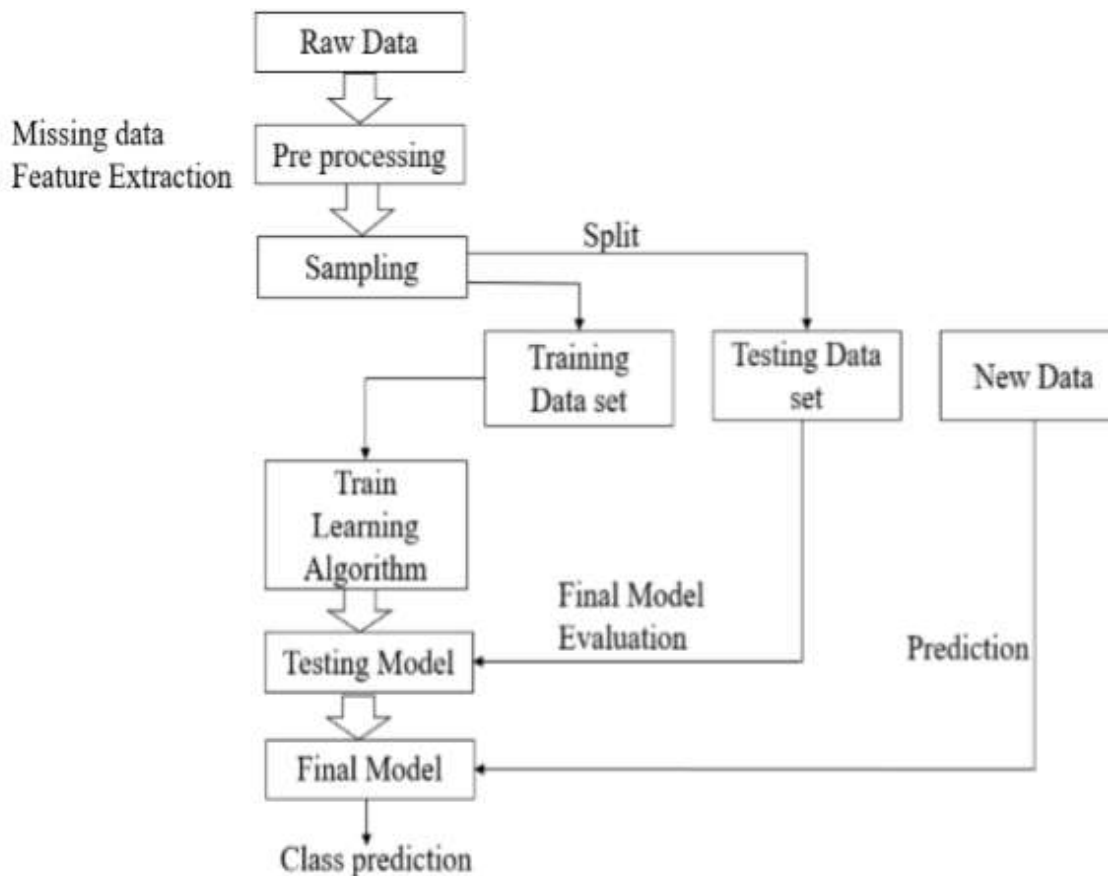 Raw Data
Missing data
Feature Extraction
Pre processing
Split
Sampling
Training
Data set
Testing Data
set
New Data
Train
Learning
Algorithm
Final Model
Evaluation
Prediction
Testing Model
Final Model
Class prediction